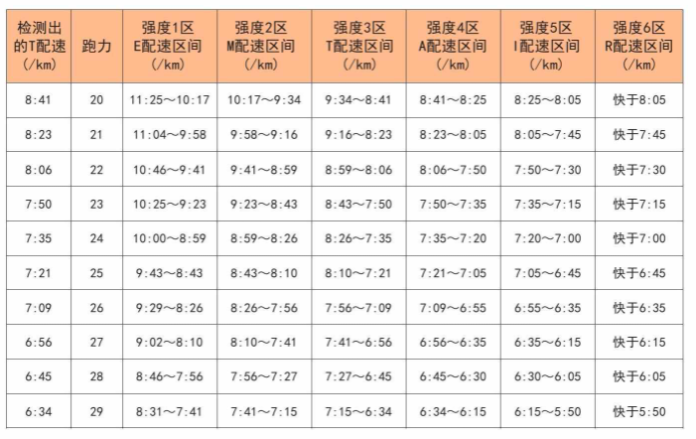 检测出的T配速(/km) 跑力 强度1区E配速区间(/km) 强度2区M配速区间(/km) 强度3区T配速区间(/km) 强度4区A配速区间(/km) 强度5区I配速区间(/km) 强度6区R配速区间(/km)
8:41 20 11:25～10:17 10:17～9:34 9:34～8:41 8:41～8:25 8:25～8:05 快于8:05
8:23 21 11:04～9:58 9:58～9:16 9:16～8:23 8:23～8:05 8:05～7:45 快于7:45
8:06 22 10:46～9:41 9:41～8:59 8:59～8:06 8:06～7:50 7:50～7:30 快于7:30
7:50 23 10:25～9:23 9:23～8:43 8:43～7:50 7:50～7:35 7:35～7:15 快于7:15
7:35 24 10:00～8:59 8:59～8:26 8:26～7:35 7:35～7:20 7:20～7:00 快于7:00
7:21 25 9:43～8:43 8:43～8:10 8:10～7:21 7:21～7:05 7:05～6:45 快于6:45
7:09 26 9:29～8:26 8:26～7:56 7:56～7:09 7:09～6:55 6:55～6:35 快于6:35
6:56 27 9:02～8:10 8:10～7:41 7:41～6:56 6:56～6:35 6:35～6:15 快于6:15
6:45 28 8:46～7:56 7:56～7:27 7:27～6:45 6:45～6:30 6:30～6:05 快于6:05
6:34 29 8:31～7:41 7:41～7:15 7:15～6:34 6:34～6:15 6:15～5:50 快于5:50